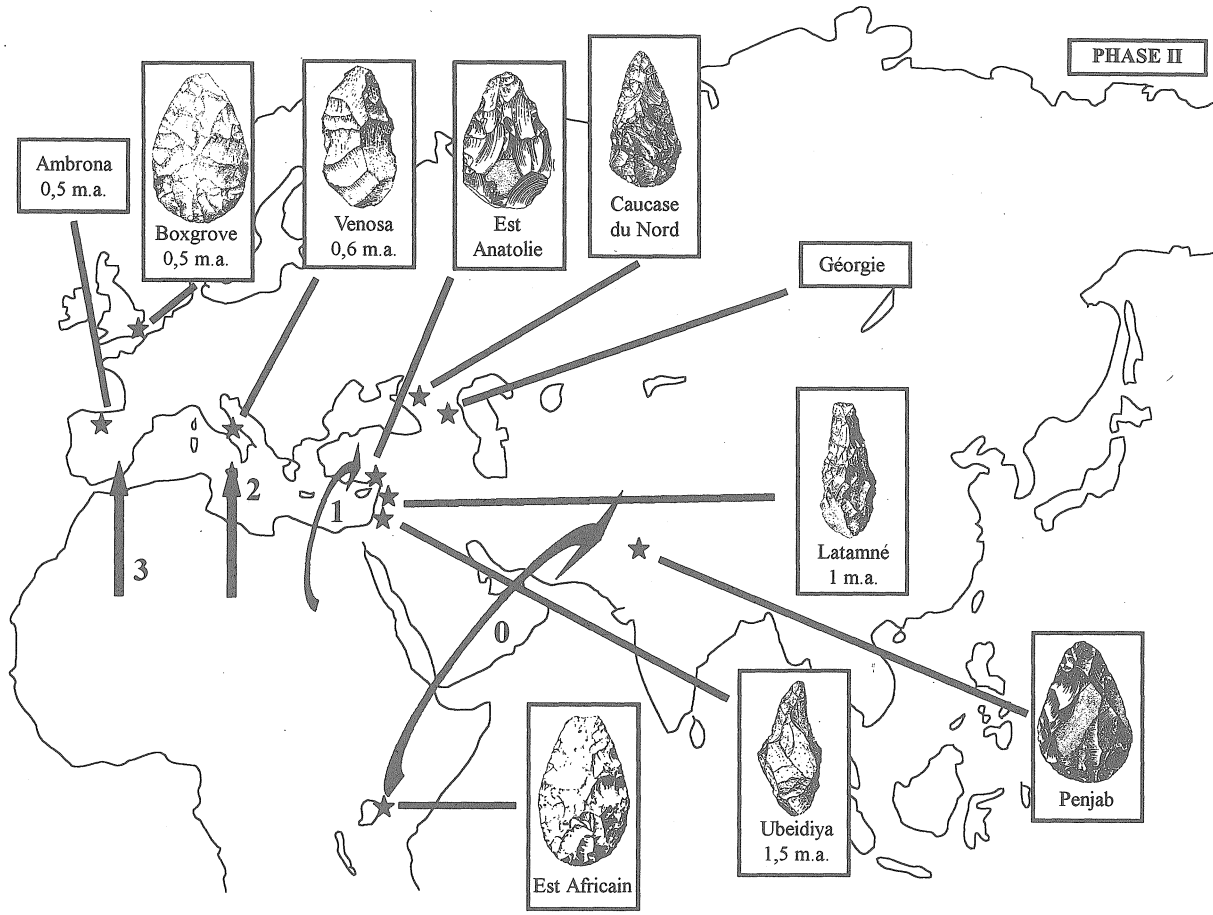 PHASE II
Ambrona
0,5 m.a.
Boxgrove
0,5 m.a.
Venosa
0,6 m.a.
Est
Anatolie
Caucase
du Nord
Géorgie
2
1
3
0
Latamné
1 m.a.
Est Africain
Ubeidiya
1,5 m.a.
Penjab